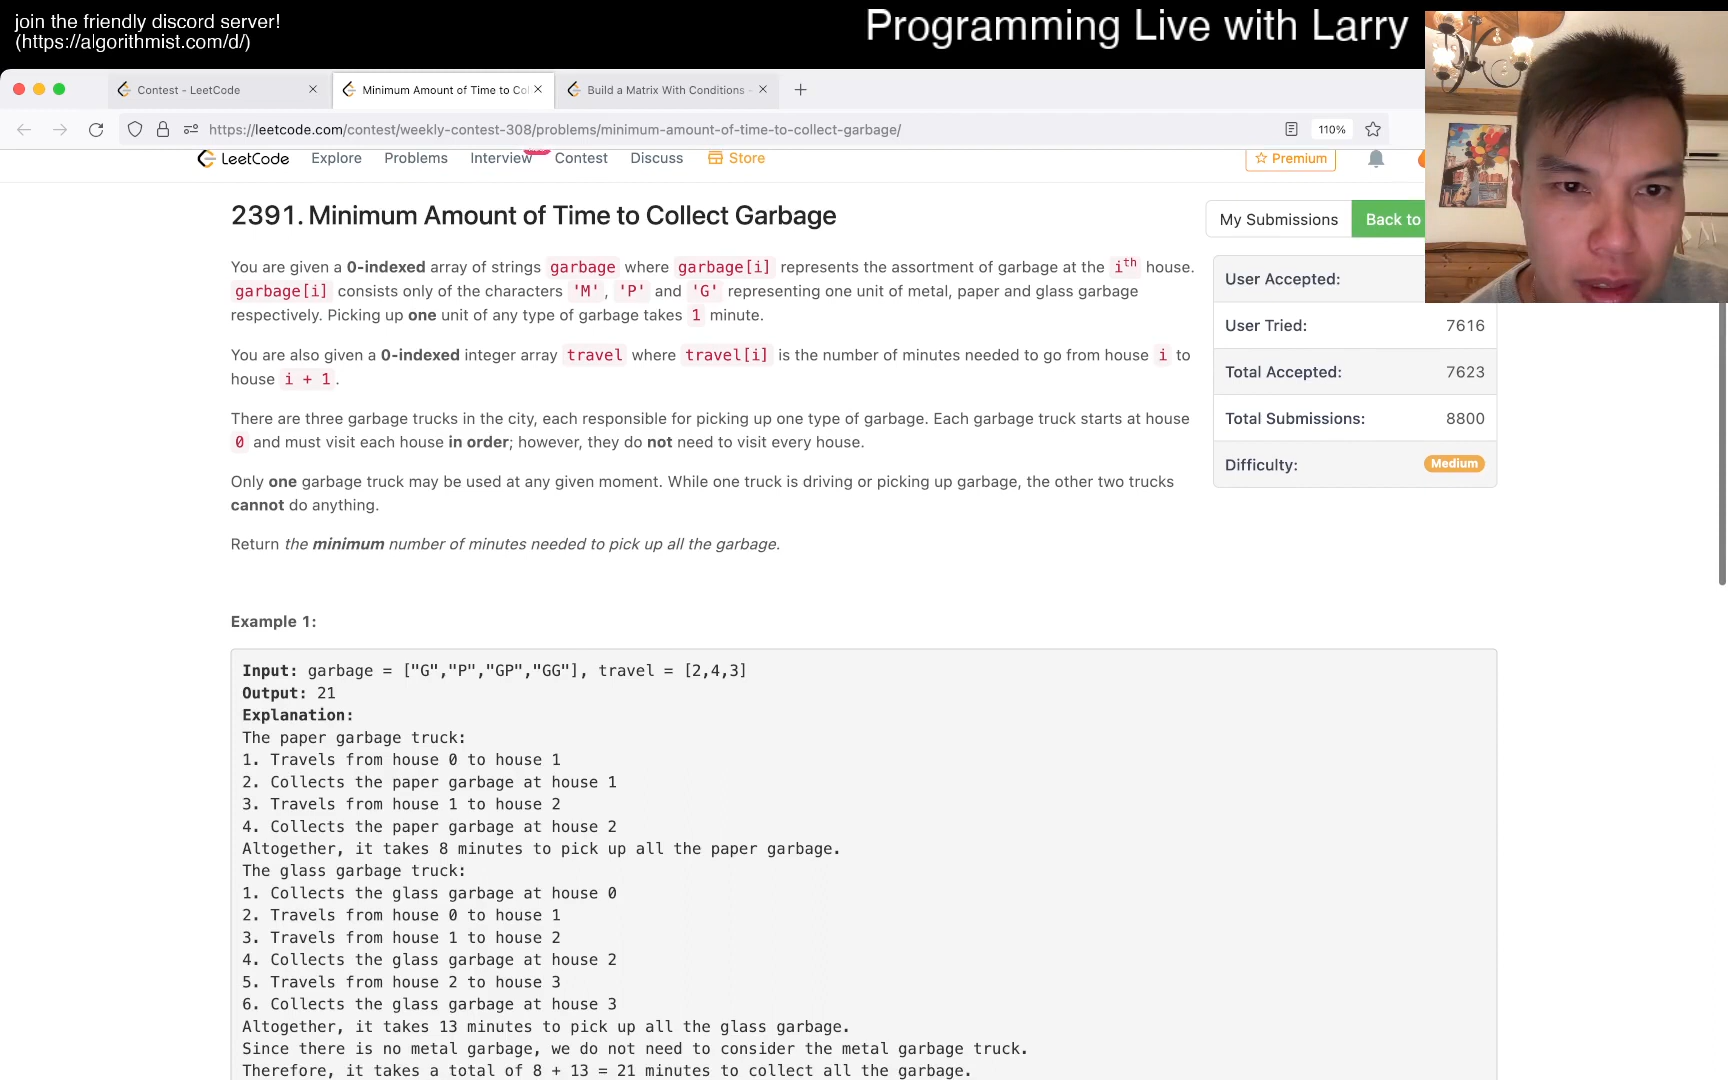 join the friendly discord server!
(https://algorithmist.com/d/)
Programming Live with Larry
Contest - LeetCode
Minimum Amount of Time to Co
Build a Matrix With Conditions
https://leetcode.com/contest/weekly-contest-308/problems/minimum-amount-of-time-to-collect-garbage/
110%
LeetCode
Explore
Problems
Interview
Contest
Discuss
Store
Premium
2391. Minimum Amount of Time to Collect Garbage
My Submissions
Back to
You are given a 0-indexed array of strings garbage where garbage[i] represents the assortment of garbage at the ith house.
garbage[i] consists only of the characters 'M', 'P' and 'G' representing one unit of metal, paper and glass garbage
respectively. Picking up one unit of any type of garbage takes 1 minute.
You are also given a 0-indexed integer array travel where travel[i] is the number of minutes needed to go from house i to
house i + 1.
There are three garbage trucks in the city, each responsible for picking up one type of garbage. Each garbage truck starts at house
0 and must visit each house in order; however, they do not need to visit every house.
Only one garbage truck may be used at any given moment. While one truck is driving or picking up garbage, the other two trucks
cannot do anything.
Return the minimum number of minutes needed to pick up all the garbage.
User Accepted:
User Tried: 7616
Total Accepted: 7623
Total Submissions: 8800
Difficulty: Medium
Example 1:
Input: garbage = ["G","P","GP","GG"], travel = [2,4,3]
Output: 21
Explanation:
The paper garbage truck:
1. Travels from house 0 to house 1
2. Collects the paper garbage at house 1
3. Travels from house 1 to house 2
4. Collects the paper garbage at house 2
Altogether, it takes 8 minutes to pick up all the paper garbage.
The glass garbage truck:
1. Collects the glass garbage at house 0
2. Travels from house 0 to house 1
3. Travels from house 1 to house 2
4. Collects the glass garbage at house 2
5. Travels from house 2 to house 3
6. Collects the glass garbage at house 3
Altogether, it takes 13 minutes to pick up all the glass garbage.
Since there is no metal garbage, we do not need to consider the metal garbage truck.
Therefore, it takes a total of 8 + 13 = 21 minutes to collect all the garbage.